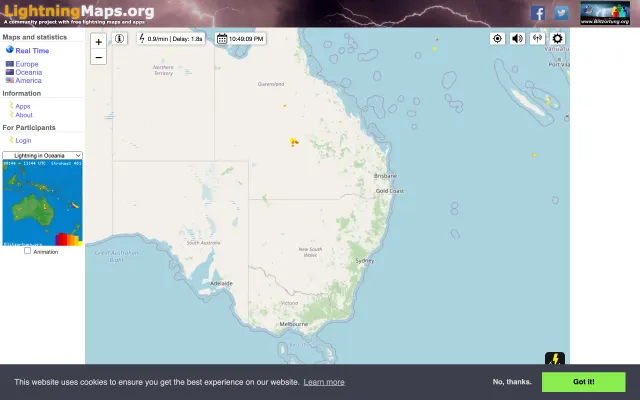 LightningMaps.org
A community project with free lightning maps and apps
www.Blitzortung.org
Maps and statistics
Real Time
Europe
Oceania
America
Information
Apps
About
For Participants
Login
Lightning in Oceania
Animation
+
−
0.9/min | Delay: 1.8s
10:49:09 PM
Northern Territory
Queensland
Vanuatu
Port Vila
Brisbane
Gold Coast
South Australia
Great Australian Bight
New South Wales
Sydney
Adelaide
Victoria
Melbourne
This website uses cookies to ensure you get the best experience on our website. Learn more
No, thanks.
Got it!